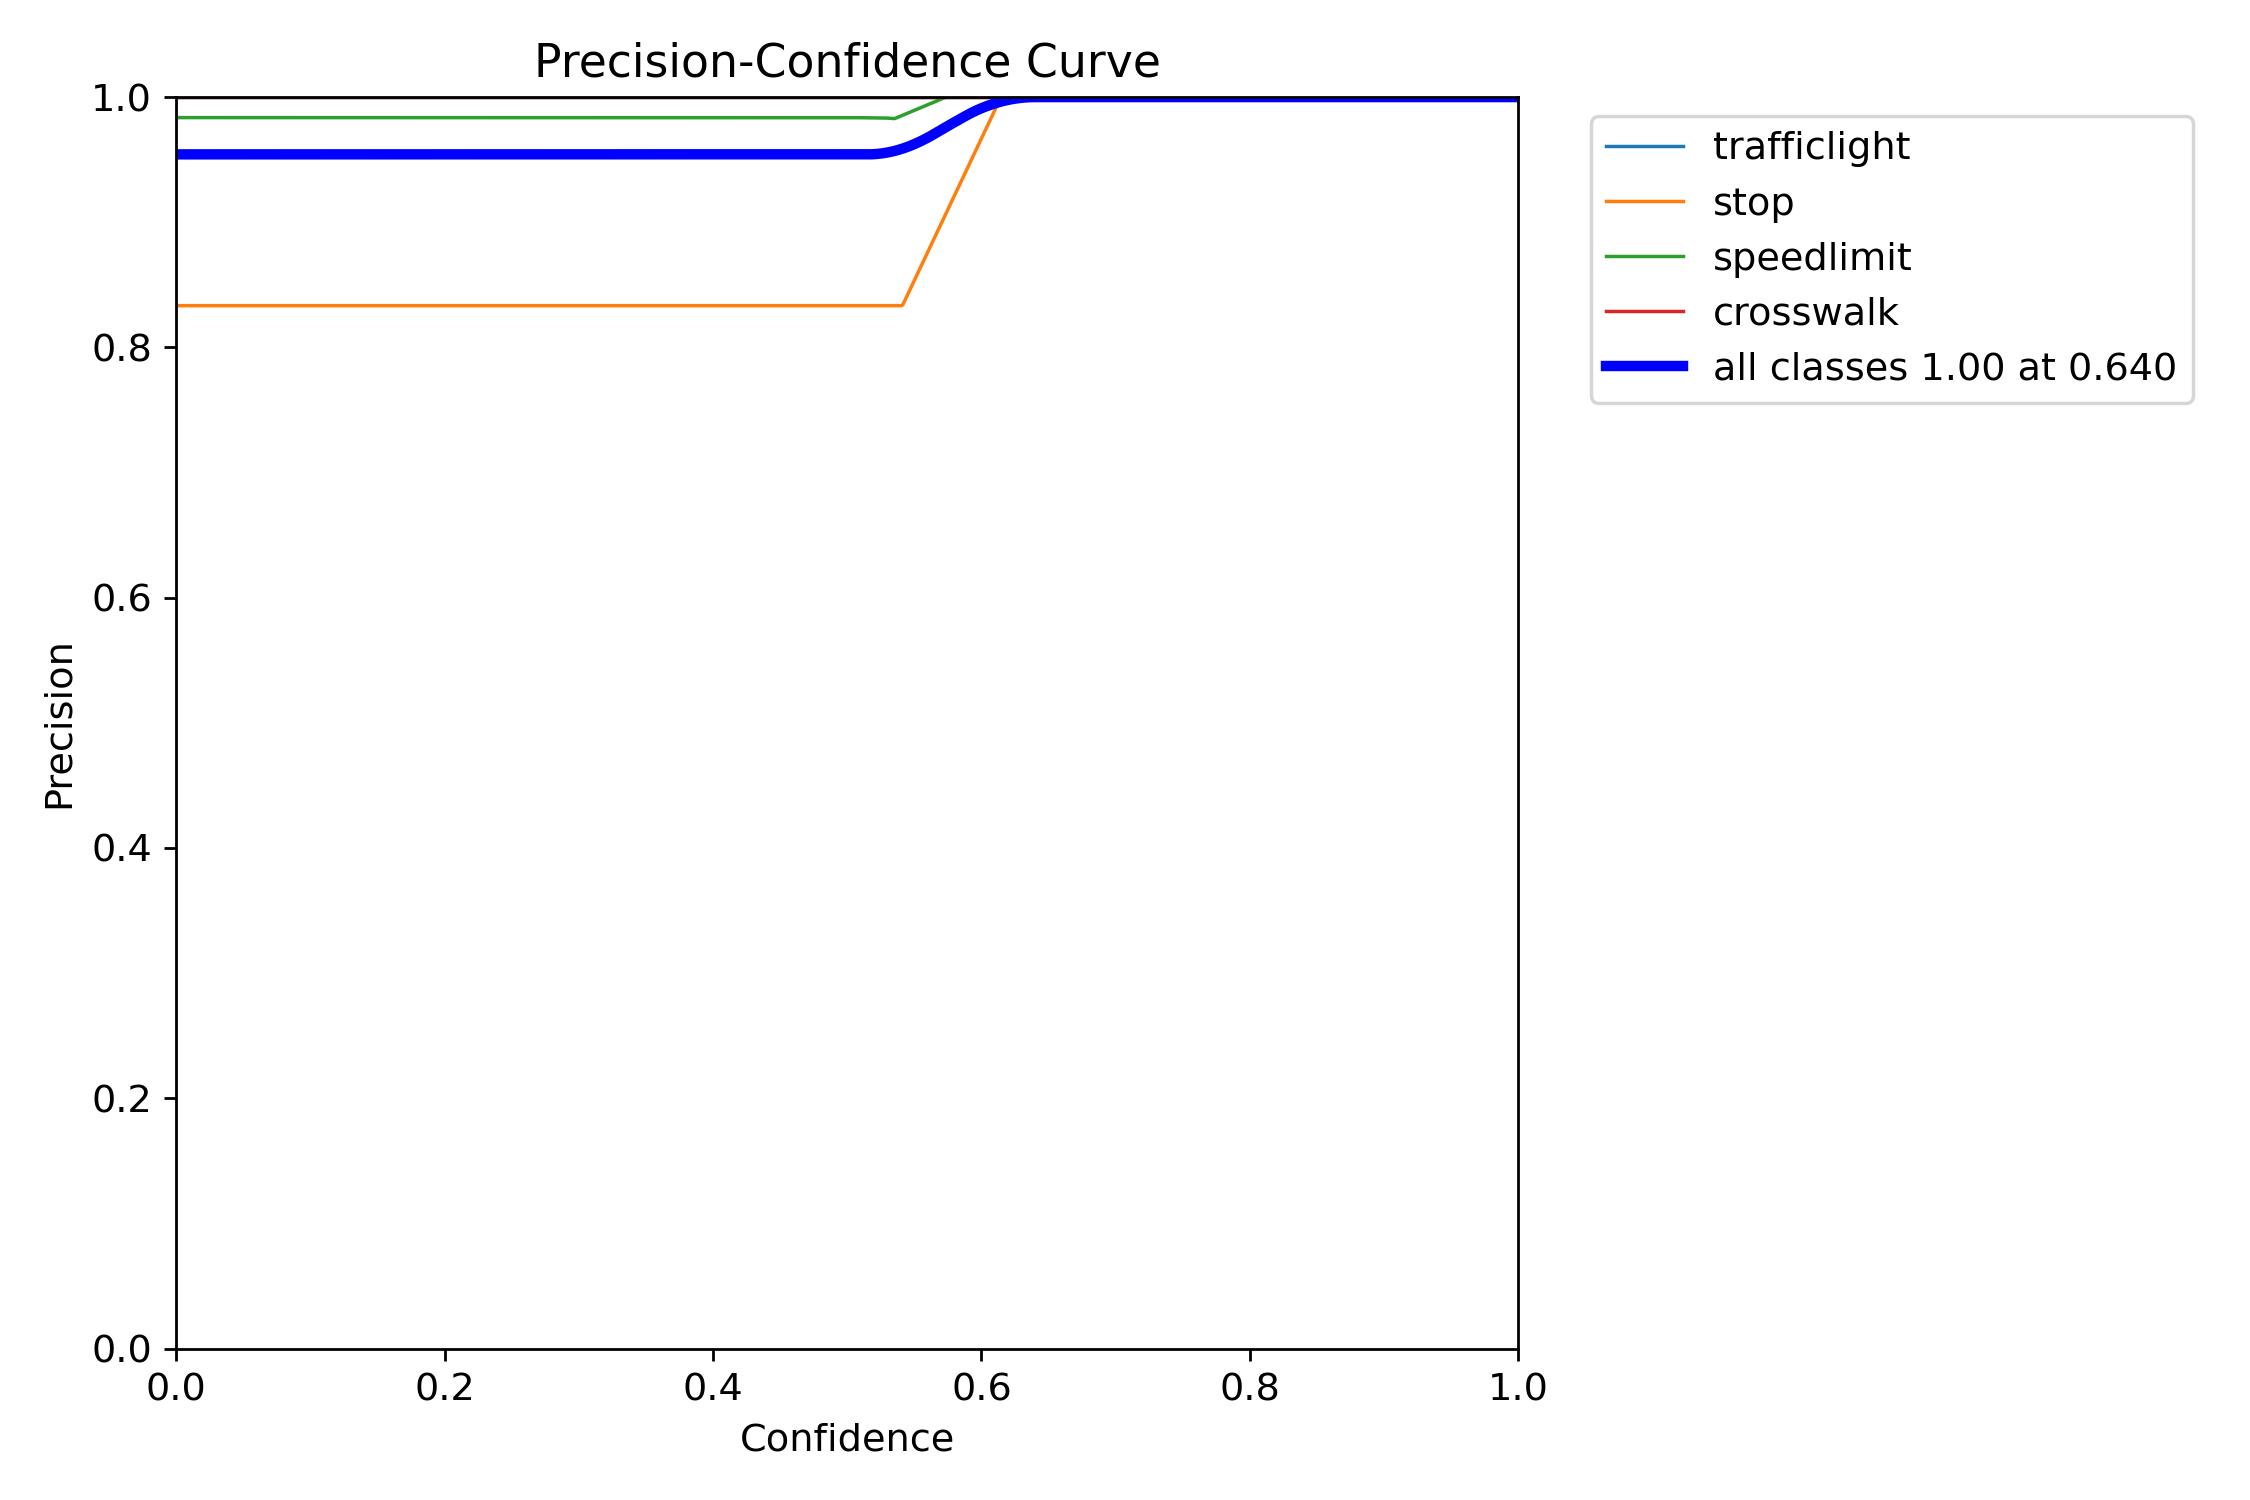 Precision-Confidence Curve
1.0
0.8
0.6
0.4
0.2
0.0
Precision
0.0 0.2 0.4 0.6 0.8 1.0
Confidence
trafficlight
stop
speedlimit
crosswalk
all classes 1.00 at 0.640